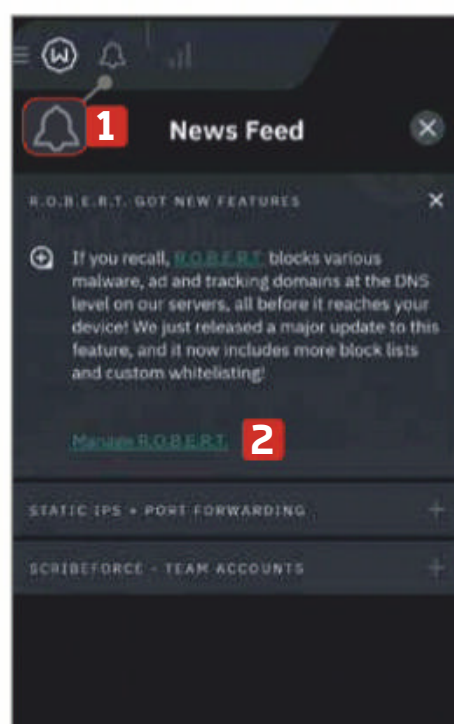 1
News Feed
R.O.B.E.R.T. GOT NEW FEATURES
If you recall, R.O.B.E.R.T. blocks various
malware, ad and tracking domains at the DNS
level on our servers, all before it reaches your
device! We just released a major update to this
feature, and it now includes more block lists
and custom whitelisting!
Manage R.O.B.E.R.T. 2
STATIC IPS + PORT FORWARDING
SCRIBEFORCE - TEAM ACCOUNTS